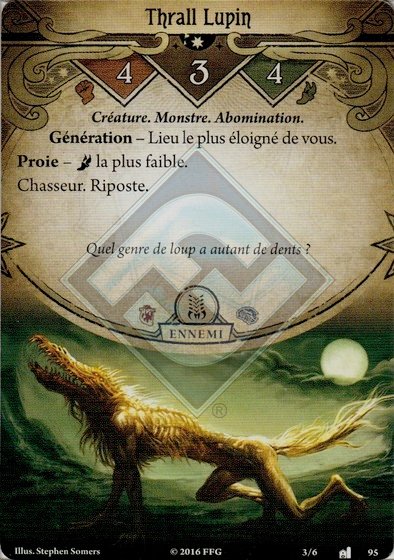 Thrall Lupin
4 3 4
Créature. Monstre. Abomination.
Génération – Lieu le plus éloigné de vous.
Proie – la plus faible.
Chasseur. Riposte.
Quel genre de loup a autant de dents ?
ENNEMI
®
Illus. Stephen Somers © 2016 FFG 3/6 95